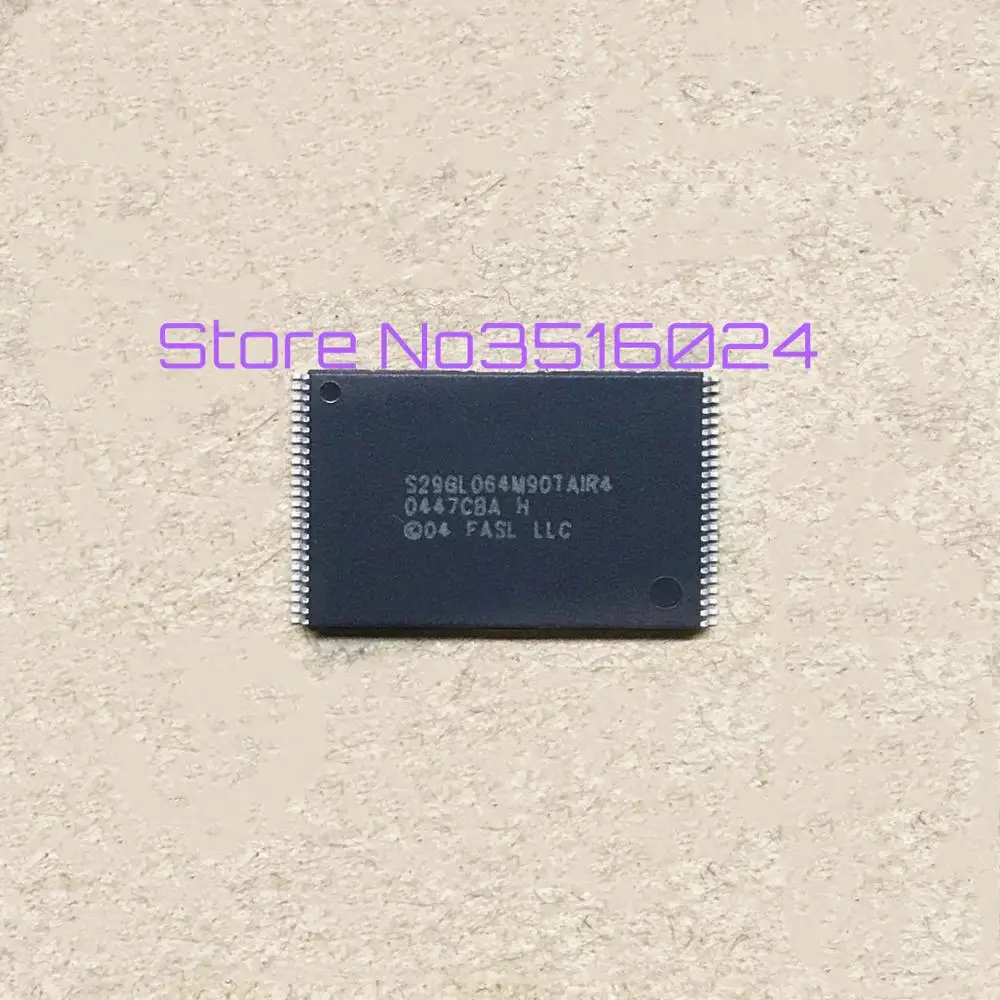 Store No3516024
S29GL064M90TAIR4
0447CBA H
©04 FASL LLC